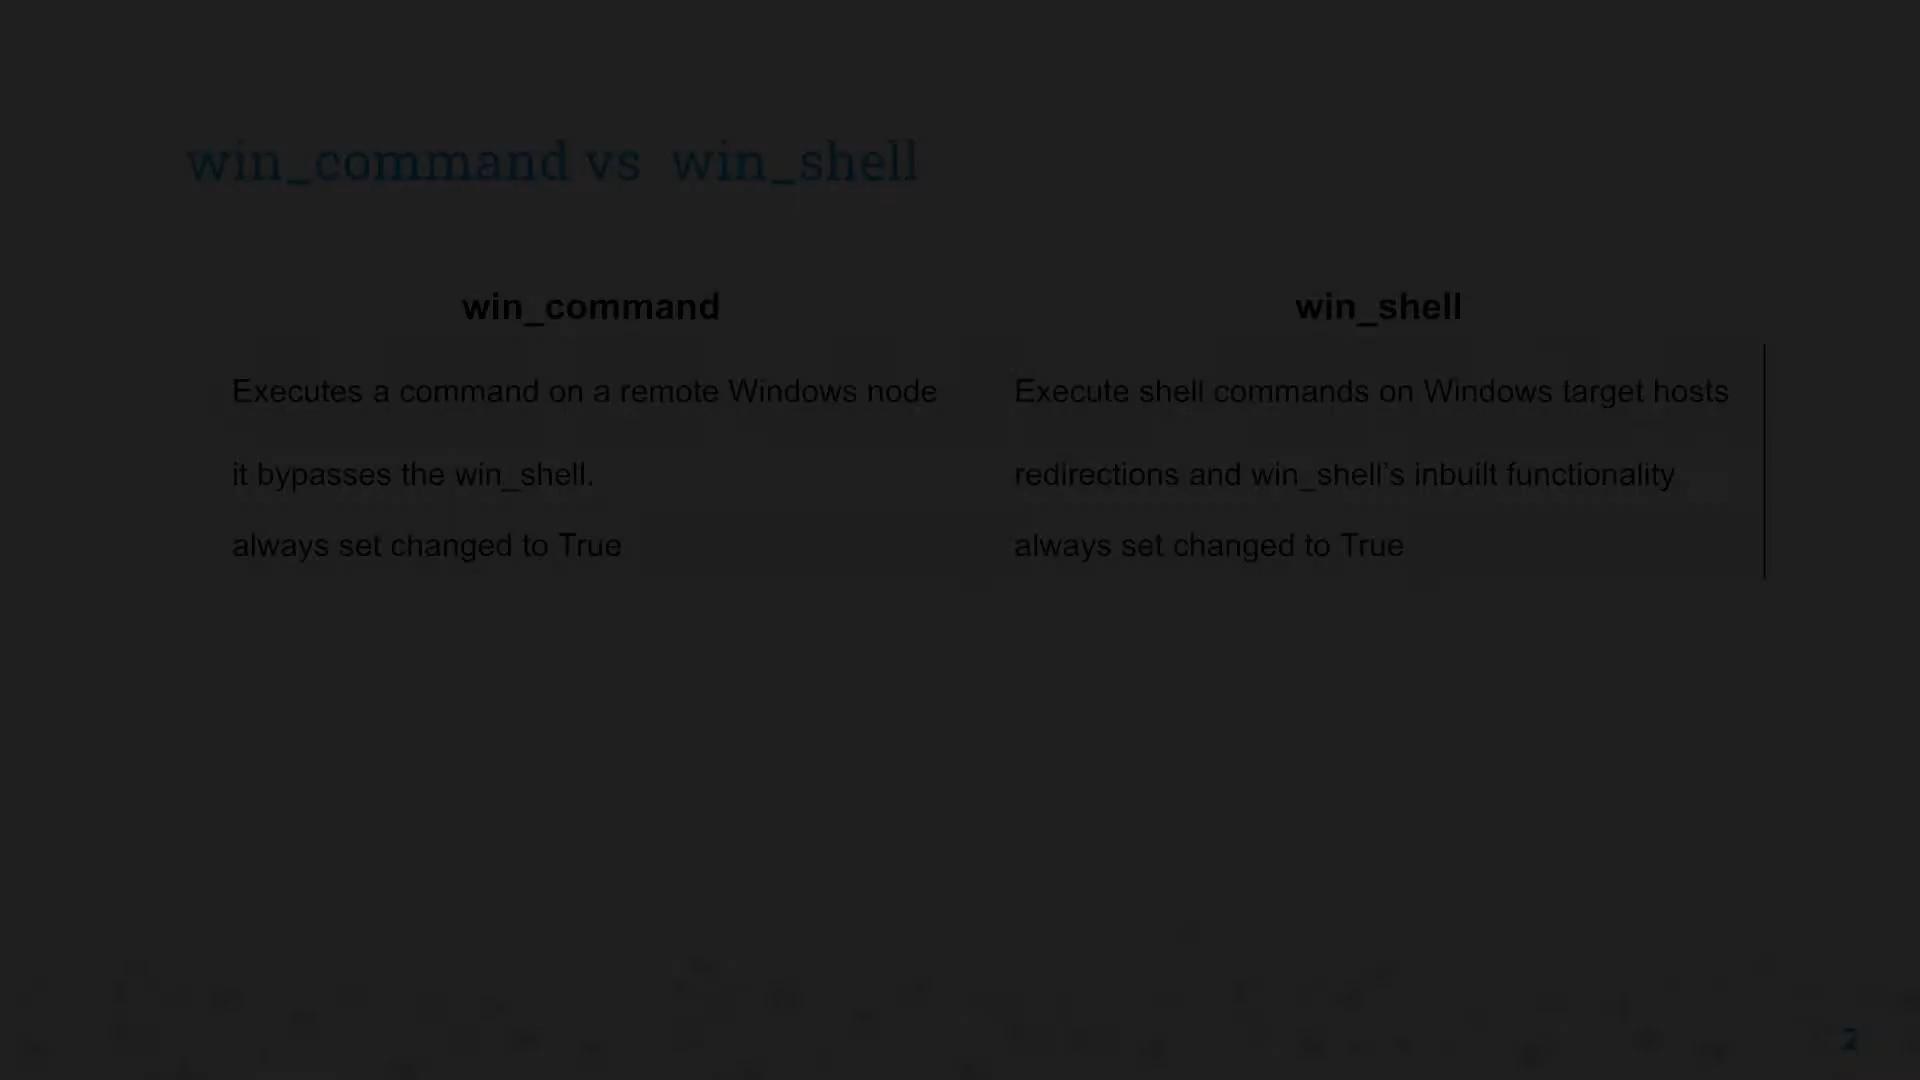 win_command vs  win_shell
win_command
win_shell
Executes a command on a remote Windows node
Execute shell commands on Windows target hosts
it bypasses the win_shell.
redirections and win_shell’s inbuilt functionality
always set changed to True
always set changed to True
2